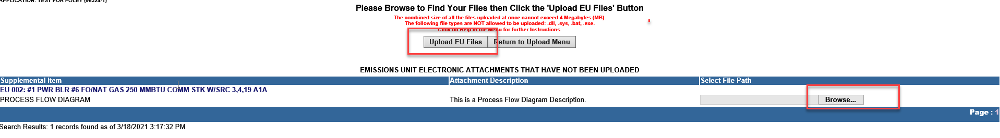 APPLICATION: TEST FOR FOLEY (#6324-1)
Please Browse to Find Your Files then Click the 'Upload EU Files' Button
The combined size of all the files uploaded at once cannot exceed 4 Megabytes (MB).
The following file types are NOT allowed to be uploaded: .dll, .sys, .bat, .exe.
Click on Help in the Menu for further Instructions.
Upload EU Files Return to Upload Menu
EMISSIONS UNIT ELECTRONIC ATTACHMENTS THAT HAVE NOT BEEN UPLOADED
Supplemental Item Attachment Description Select File Path
EU 002: #1 PWR BLR #6 FO/NAT GAS 250 MMBTU COMM STK W/SRC 3,4,19 A1A
PROCESS FLOW DIAGRAM This is a Process Flow Diagram Description. Browse...
Page : 1
Search Results: 1 records found as of 3/18/2021 3:17:32 PM